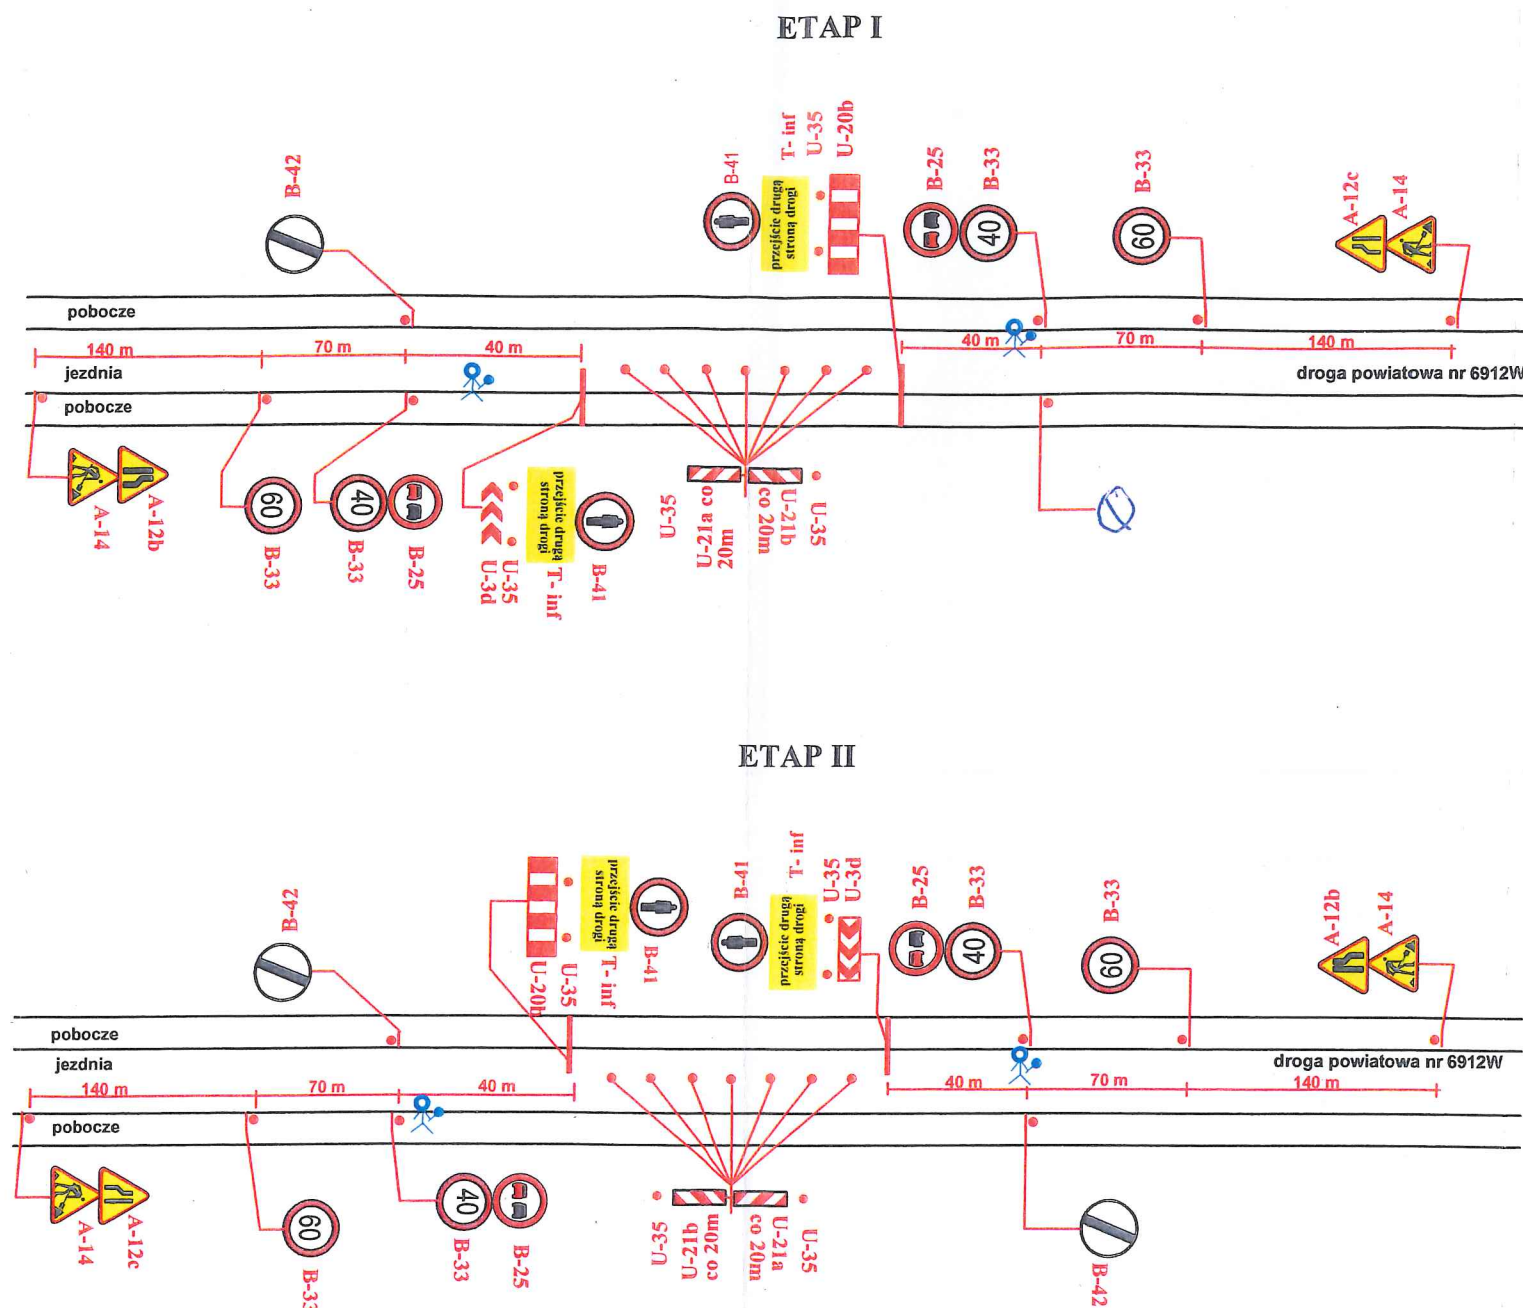 ETAP I
B-42
B-41
T- inf
U-35
U-20b
przejście drugą
stroną drogi
B-25
B-33
40
B-33
60
A-12c
A-14
pobocze
140 m
70 m
40 m
40 m
70 m
140 m
jezdnia
droga powiatowa nr 6912W
pobocze
A-14
A-12b
60
B-33
40
B-33
B-25
U-3d
U-35
przejście drugą
stroną drogi
T- inf
B-41
U-35
U-21a co
20m
U-21b
co 20m
U-35
ETAP II
B-42
U-20b
U-35
przejście drugą
stroną drogi
T- inf
B-41
B-41
T- inf
przejście drugą
stroną drogi
U-35
U-3d
B-25
B-33
40
B-33
60
A-12b
A-14
pobocze
jezdnia
droga powiatowa nr 6912W
140 m
70 m
40 m
40 m
70 m
140 m
pobocze
A-14
A-12c
60
B-33
40
B-33
B-25
U-35
U-21b
co 20m
U-21a
co 20m
U-35
B-42